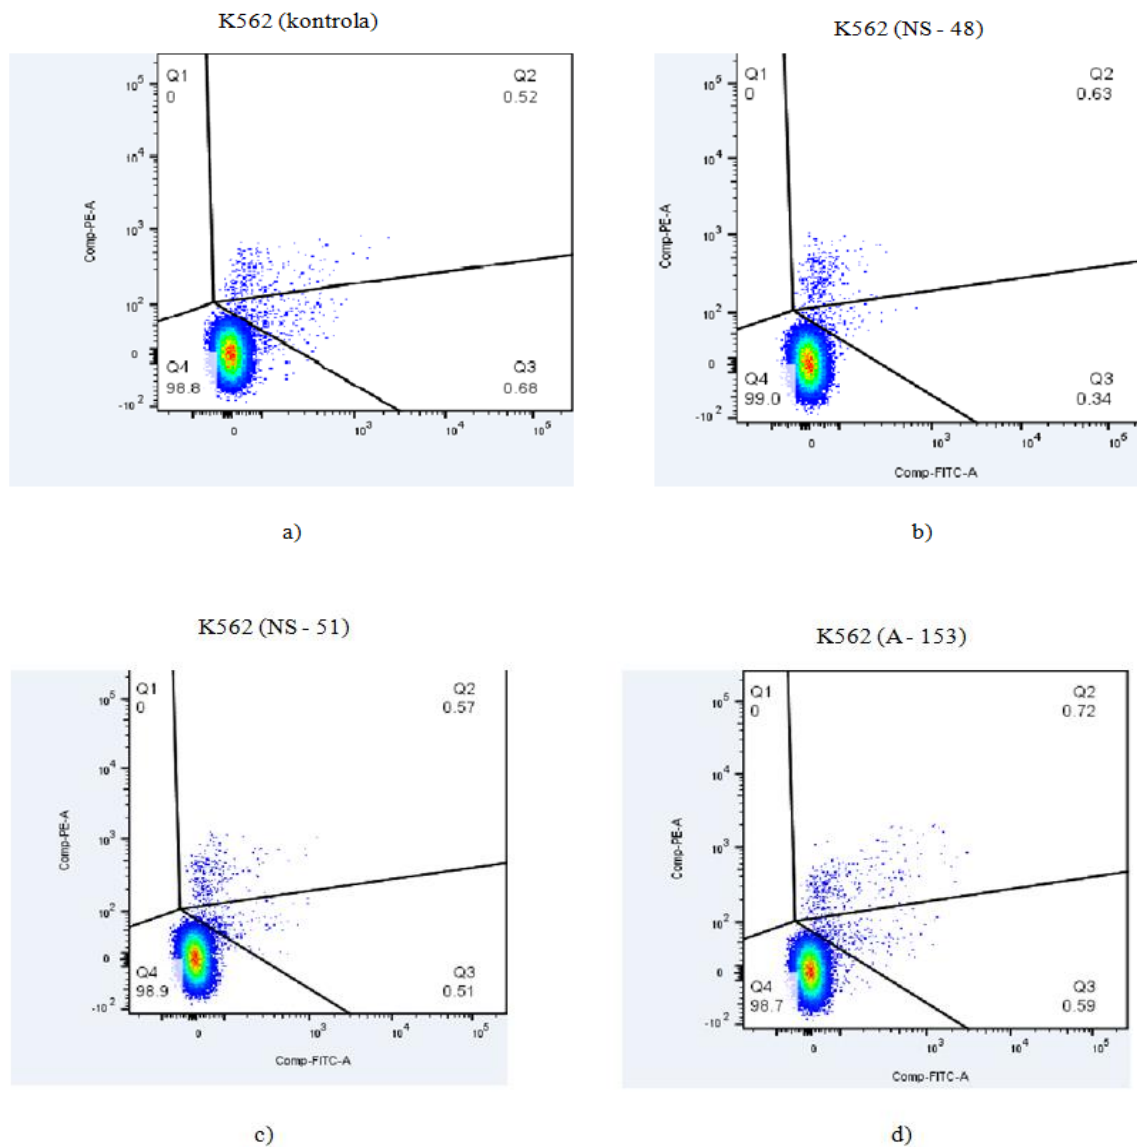 K562 (kontrola)
Q1
0
Q2
0.52
Q4
98.8
Q3
0.68
10^5
10^4
10^3
10^2
0
-10^2
0
10^3
10^4
10^5
Comp-PE-A
a)
K562 (NS - 48)
Q1
0
Q2
0.63
Q4
99.0
Q3
0.34
10^5
10^4
10^3
10^2
0
-10^2
0
10^3
10^4
10^5
Comp-PE-A
Comp-FITC-A
b)
K562 (NS - 51)
Q1
0
Q2
0.57
Q4
98.9
Q3
0.51
10^5
10^4
10^3
10^2
0
-10^2
0
10^3
10^4
10^5
Comp-PE-A
Comp-FITC-A
c)
K562 (A - 153)
Q1
0
Q2
0.72
Q4
98.7
Q3
0.59
10^5
10^4
10^3
10^2
0
-10^2
0
10^3
10^4
10^5
Comp-PE-A
Comp-FITC-A
d)